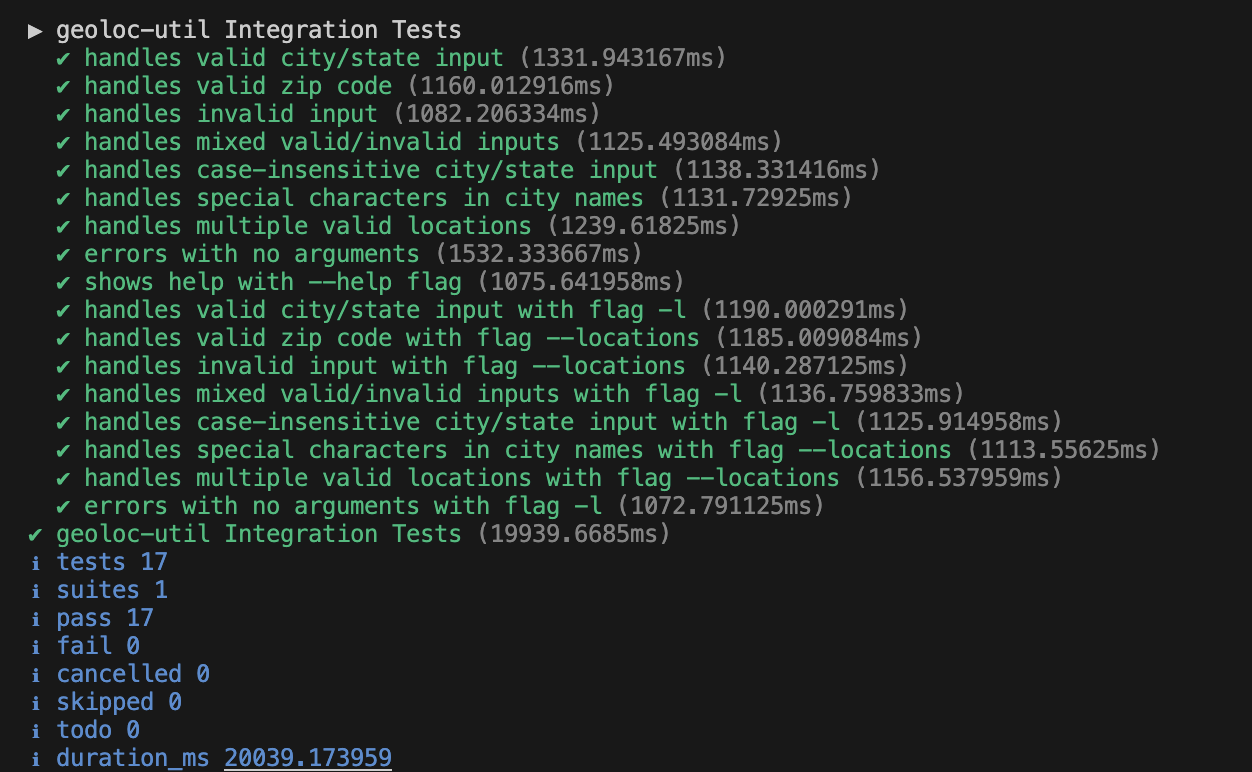 ▶ geoloc-util Integration Tests
✔ handles valid city/state input (1331.943167ms)
✔ handles valid zip code (1160.012916ms)
✔ handles invalid input (1082.206334ms)
✔ handles mixed valid/invalid inputs (1125.493084ms)
✔ handles case-insensitive city/state input (1138.331416ms)
✔ handles special characters in city names (1131.72925ms)
✔ handles multiple valid locations (1239.61825ms)
✔ errors with no arguments (1532.333667ms)
✔ shows help with --help flag (1075.641958ms)
✔ handles valid city/state input with flag -l (1190.000291ms)
✔ handles valid zip code with flag --locations (1185.009084ms)
✔ handles invalid input with flag --locations (1140.287125ms)
✔ handles mixed valid/invalid inputs with flag -l (1136.759833ms)
✔ handles case-insensitive city/state input with flag -l (1125.914958ms)
✔ handles special characters in city names with flag --locations (1113.55625ms)
✔ handles multiple valid locations with flag --locations (1156.537959ms)
✔ errors with no arguments with flag -l (1072.791125ms)
✔ geoloc-util Integration Tests (19939.6685ms)
ℹ tests 17
ℹ suites 1
ℹ pass 17
ℹ fail 0
ℹ cancelled 0
ℹ skipped 0
ℹ todo 0
ℹ duration_ms 20039.173959